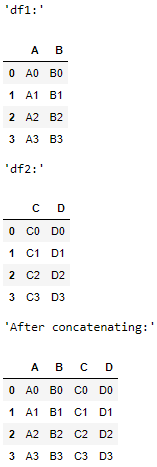 'df1:'
A B
0 A0 B0
1 A1 B1
2 A2 B2
3 A3 B3
'df2:'
C D
0 C0 D0
1 C1 D1
2 C2 D2
3 C3 D3
'After concatenating:'
A B C D
0 A0 B0 C0 D0
1 A1 B1 C1 D1
2 A2 B2 C2 D2
3 A3 B3 C3 D3